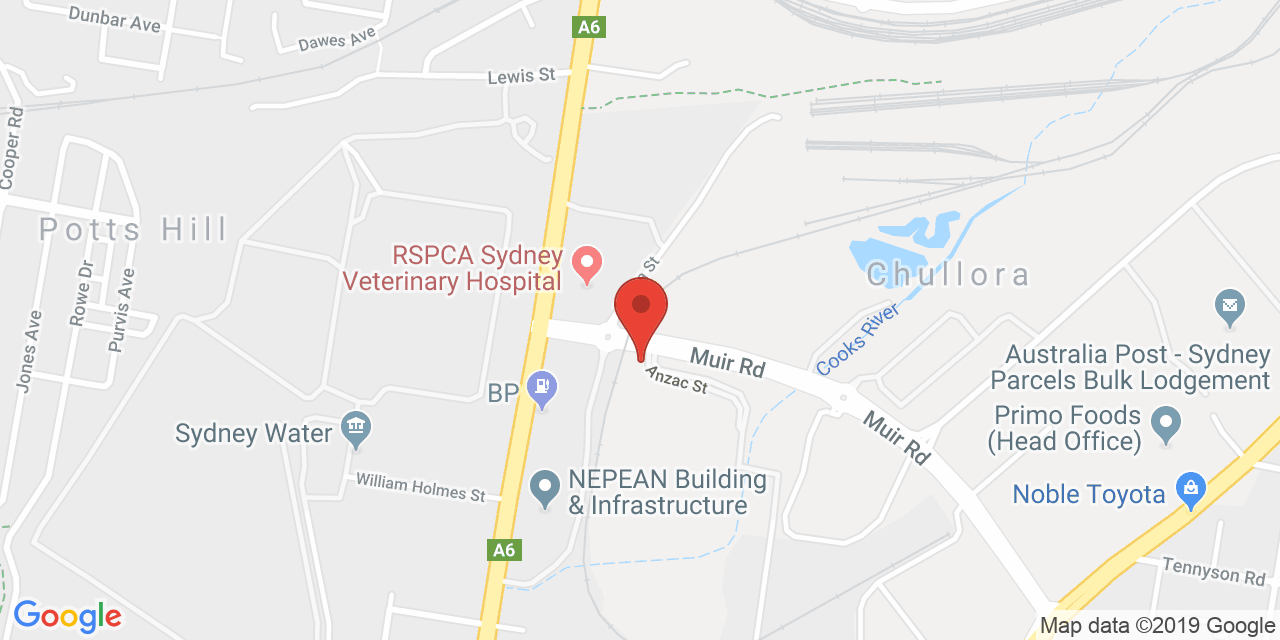 Dunbar Ave
A6
Dawes Ave
Lewis St
Cooper Rd
Potts Hill
RSPCA Sydney
Veterinary Hospital
St
Chullora
Rowe Dr
Purvis Ave
Jones Ave
Cooks River
Muir Rd
Anzac St
Australia Post - Sydney
Parcels Bulk Lodgement
BP
Primo Foods
(Head Office)
Muir Rd
Sydney Water
William Holmes St
NEPEAN Building
& Infrastructure
Noble Toyota
A6
Tennyson Rd
Google
Map data ©2019 Google